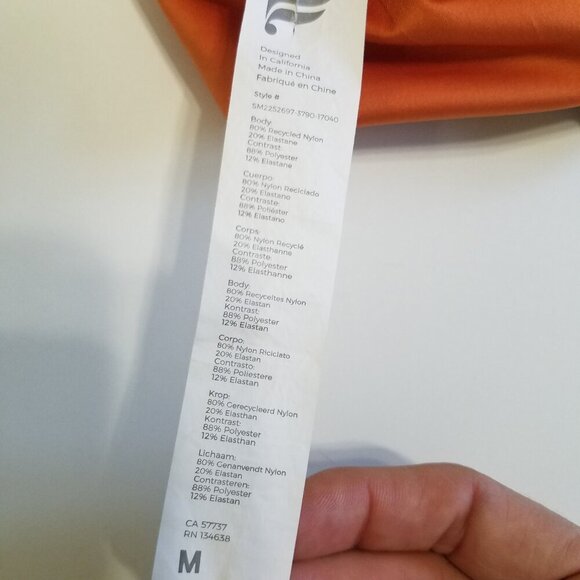 Designed
In California
Made in China
Fabriqué en Chine
Style #
SM2252697-3790-17040
Body:
80% Recycled Nylon
20% Elastane
Contrast:
88% Polyester
12% Elastane
Cuerpo:
80% Nylon Reciclado
20% Elastano
Contraste:
88% Poliéster
12% Elastano
Corps:
80% Nylon Recyclé
20% Elasthanne
Contraste:
88% Polyester
12% Elasthanne
Body:
80% Recyceltes Nylon
20% Elastan
Kontrast:
88% Polyester
12% Elastan
Corpo:
80% Nylon Riciclato
20% Elastan
Contrasto:
88% Poliestere
12% Elastan
Krop:
80% Gerecycleerd Nylon
20% Elasthan
Kontrast:
88% Polyester
12% Elasthan
Lichaam:
80% Genanvendt Nylon
20% Elastan
Contrasteren:
88% Polyester
12% Elastan
CA 57737
RN 134638
M